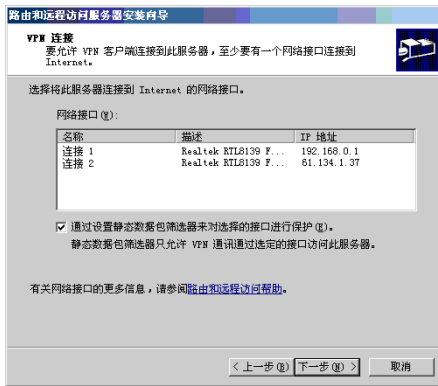 路由和远程访问服务器安装向导
VPN 连接
要允许 VPN 客户端连接到此服务器，至少要有一个网络接口连接到
Internet。
选择将此服务器连接到 Internet 的网络接口。
网络接口(W):
名称 描述 IP 地址
连接 1 Realtek RTL8139 F... 192.168.0.1
连接 2 Realtek RTL8139 F... 61.134.1.37
通过设置静态数据包筛选器来对选择的接口进行保护(E)。
静态数据包筛选器只允许 VPN 通讯通过选定的接口访问此服务器。
有关网络接口的更多信息，请参阅路由和远程访问帮助。
< 上一步(B) 下一步(N) > 取消